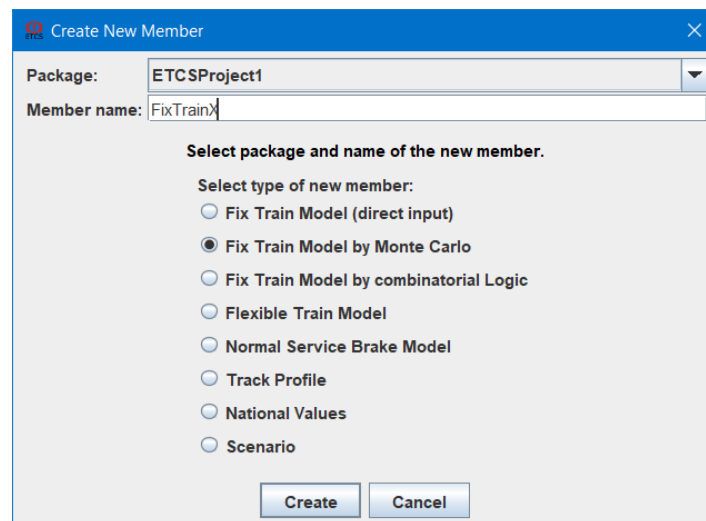 ETCS
Create New Member
Package: ETCSProject1
Member name: FixTrainX
Select package and name of the new member.
Select type of new member:
Fix Train Model (direct input)
Fix Train Model by Monte Carlo
Fix Train Model by combinatorial Logic
Flexible Train Model
Normal Service Brake Model
Track Profile
National Values
Scenario
Create Cancel